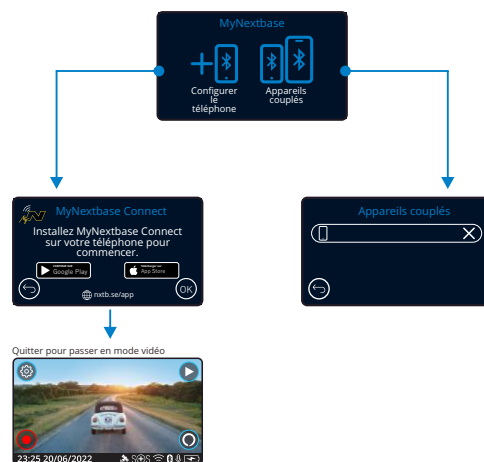 MyNextbase
Configurer
le
téléphone
Appareils
couplés
MyNextbase Connect
Installez MyNextbase Connect
sur votre téléphone pour
commencer.
Google Play
App Store
nxtb.se/app
OK
Appareils couplés
Quitter pour passer en mode vidéo
23:25 20/06/2022
SOS